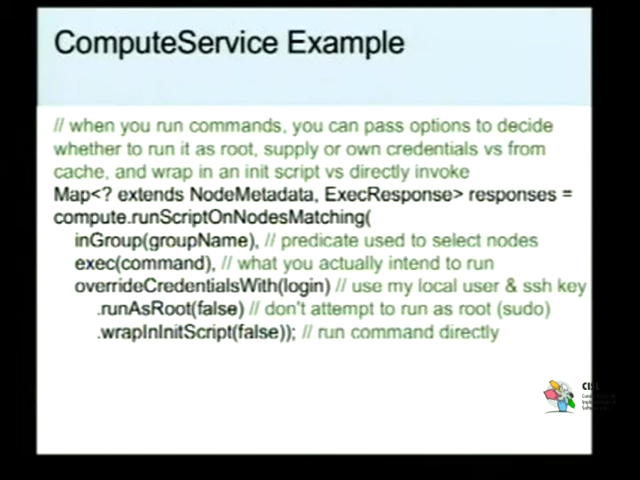 ComputeService Example
// when you run commands, you can pass options to decide
whether to run it as root, supply or own credentials vs from
cache, and wrap in an init script vs directly invoke
Map<? extends NodeMetadata, ExecResponse> responses =
compute.runScriptOnNodesMatching(
inGroup(groupName), // predicate used to select nodes
exec(command), // what you actually intend to run
overrideCredentialsWith(login) // use my local user & ssh key
.runAsRoot(false) // don't attempt to run as root (sudo)
.wrapInInitScript(false)); // run command directly